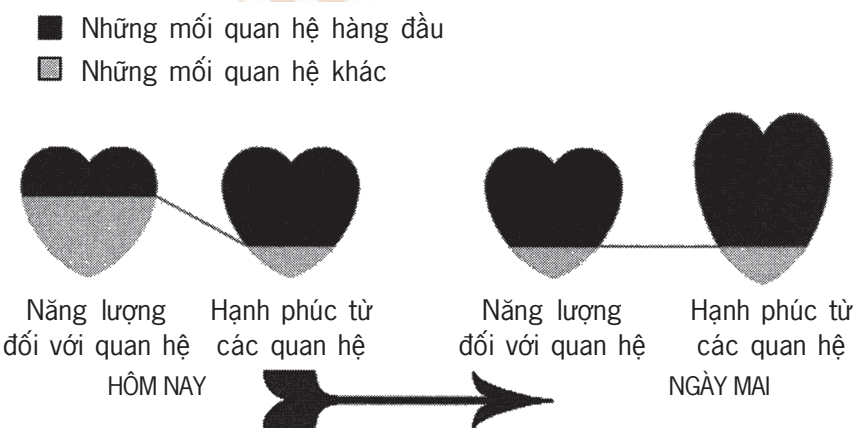 Những mối quan hệ hàng đầu
Những mối quan hệ khác
Năng lượng
đối với quan hệ
Hạnh phúc từ
các quan hệ
Năng lượng
đối với quan hệ
Hạnh phúc từ
các quan hệ
HÔM NAY
NGÀY MAI